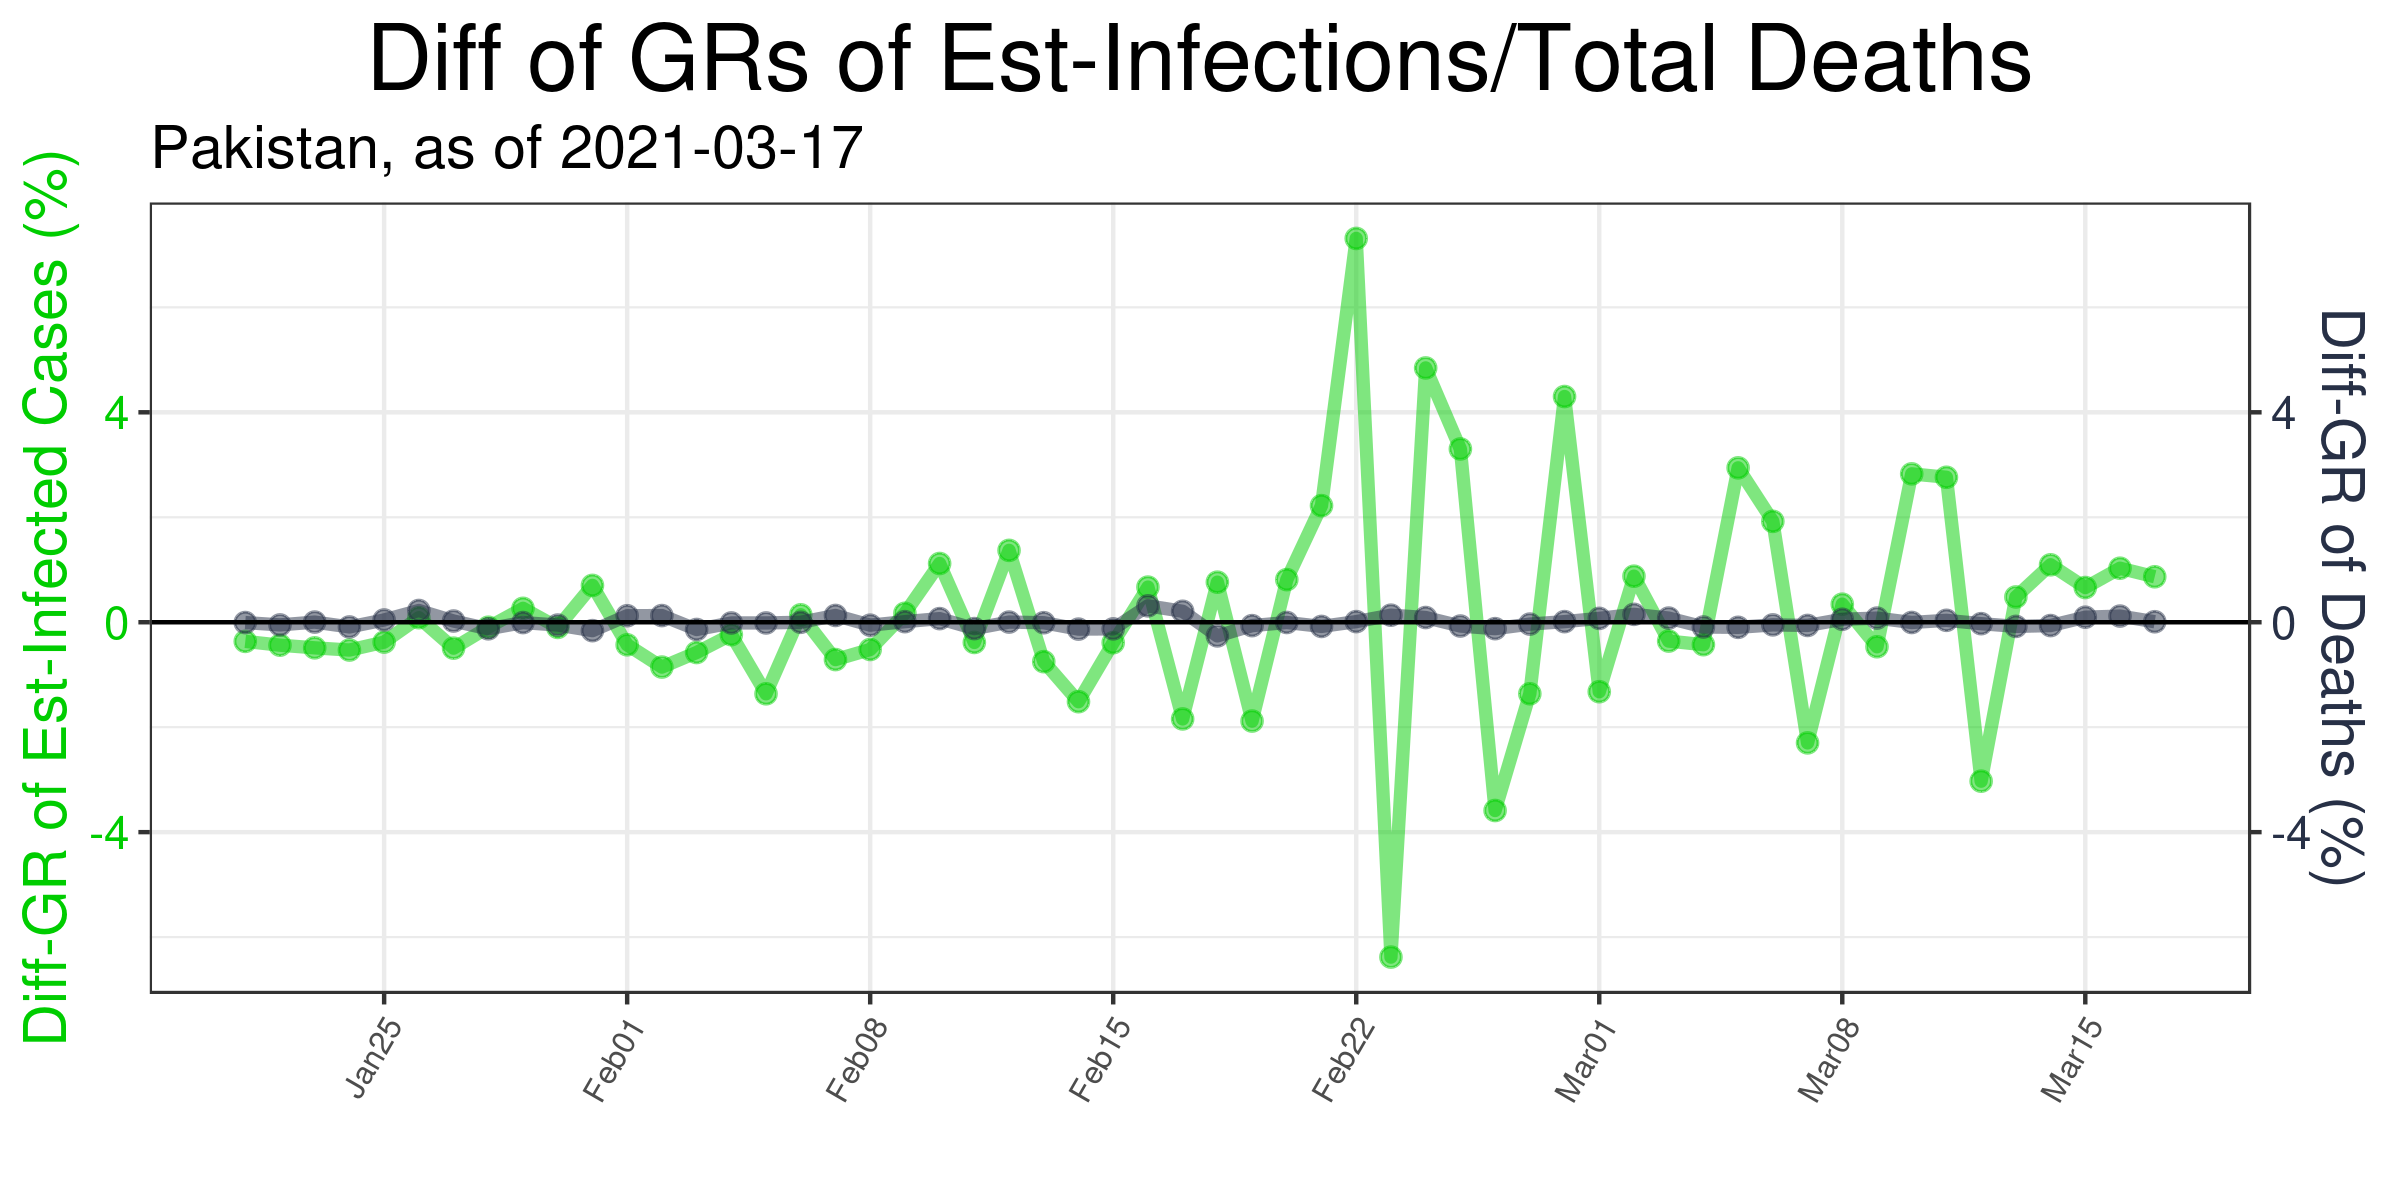 Diff of GRs of Est-Infections/Total Deaths
Pakistan, as of 2021-03-17
Diff-GR of Est-Infected Cases (%)
4
0
-4
4
0
-4
Diff-GR of Deaths (%)
Jan25
Feb01
Feb08
Feb15
Feb22
Mar01
Mar08
Mar15